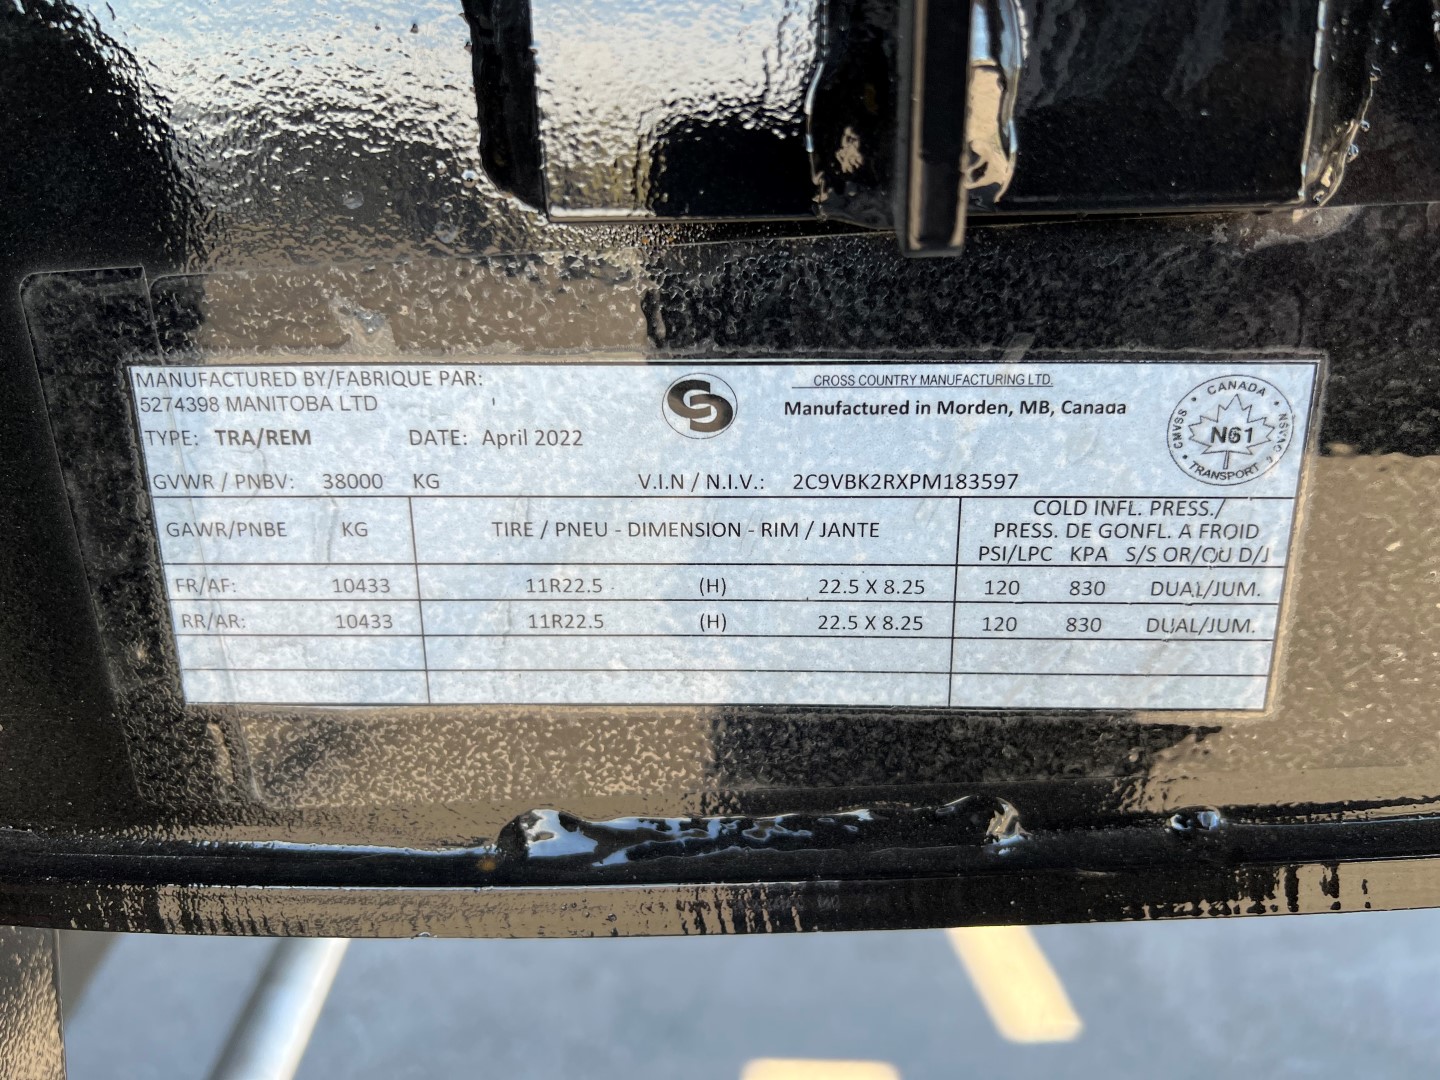 MANUFACTURED BY/FABRIQUE PAR:
5274398 MANITOBA LTD
CROSS COUNTRY MANUFACTURING LTD.
Manufactured in Morden, MB, Canada
CANADA
CMVSS
NSVAC
N61
TRANSPORT
TYPE: TRA/REM DATE: April 2022
GVWR / PNBV: 38000 KG V.I.N / N.I.V.: 2C9VBK2RXPM183597
GAWR/PNBE KG TIRE / PNEU - DIMENSION - RIM / JANTE
COLD INFL. PRESS./
PRESS. DE GONFL. A FROID
PSI/LPC KPA S/S OR/OU D/J
FR/AF: 10433 11R22.5 (H) 22.5 X 8.25 120 830 DUAL/JUM.
RR/AR: 10433 11R22.5 (H) 22.5 X 8.25 120 830 DUAL/JUM.